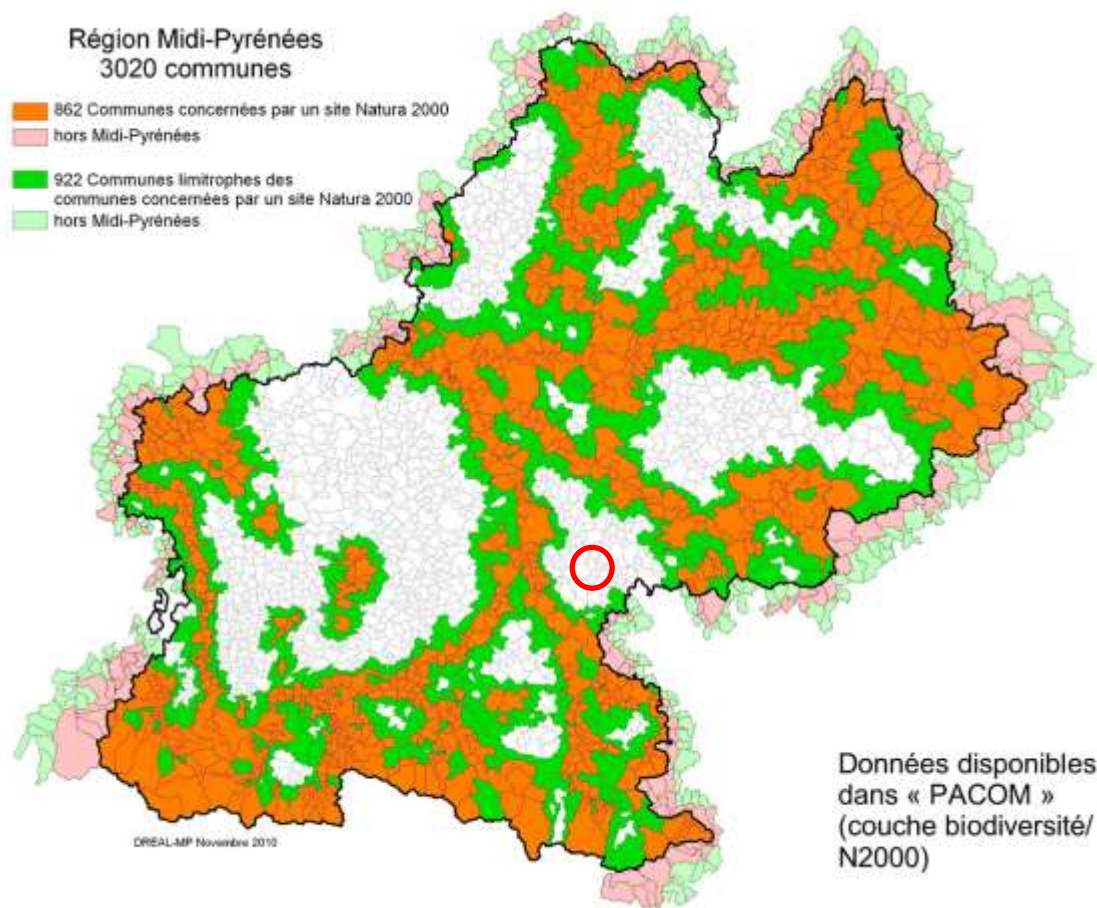 Région Midi-Pyrénées
3020 communes
862 Communes concernées par un site Natura 2000
hors Midi-Pyrénées
922 Communes limitrophes des
communes concernées par un site Natura 2000
hors Midi-Pyrénées
DREAL-MP Novembre 2010
Données disponibles
dans « PACOM »
(couche biodiversité/
N2000)